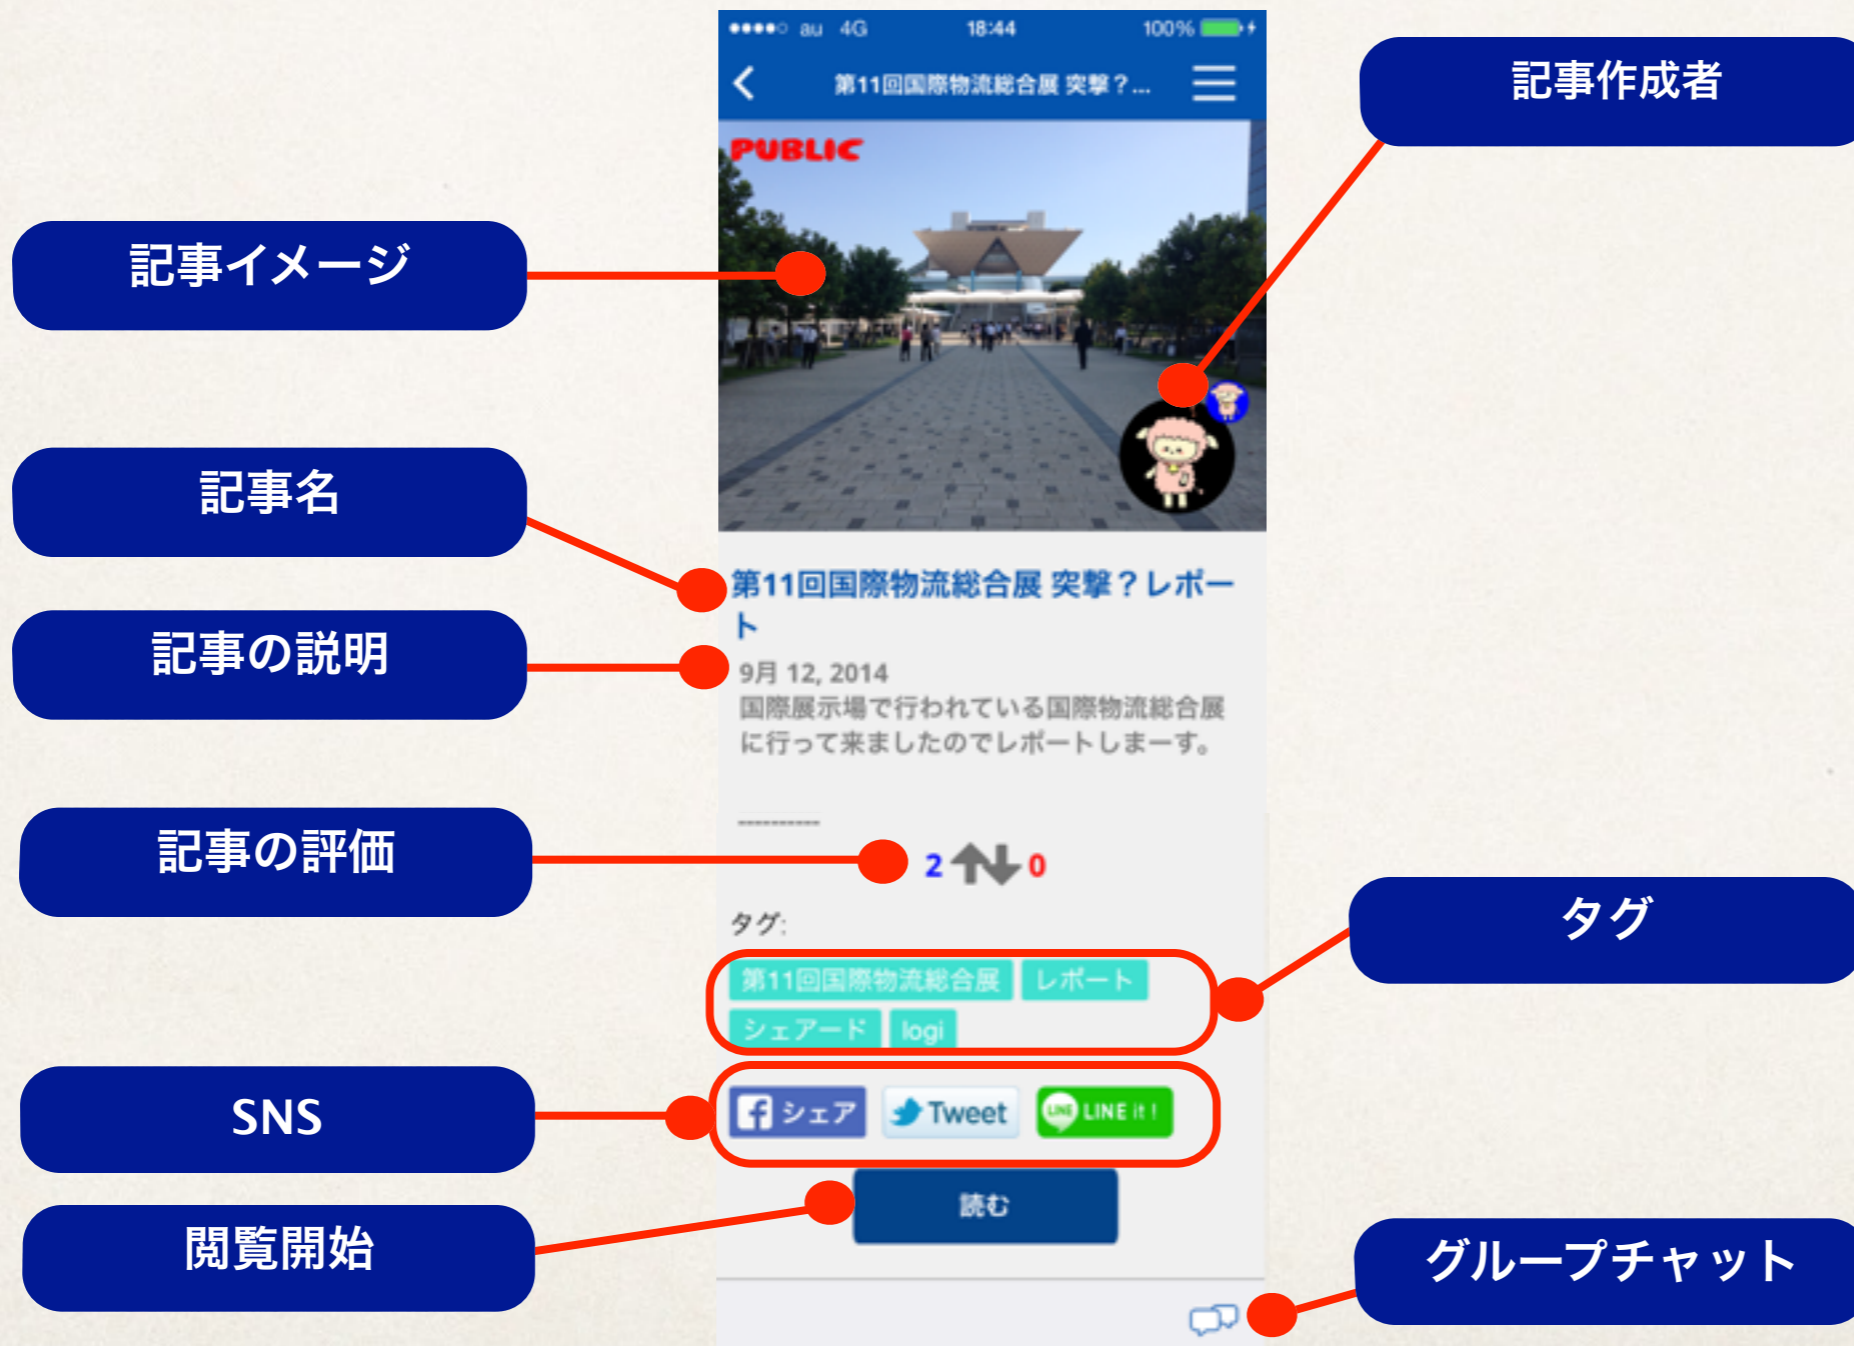 au 4G 18:44 100%
第11回国際物流総合展 突撃？...
PUBLIC
記事作成者
記事イメージ
記事名
第11回国際物流総合展 突撃？レポー
ト
記事の説明
9月 12, 2014
国際展示場で行われている国際物流総合展
に行って来ましたのでレポートしまーす。
----------
記事の評価
2 0
タグ:
タグ
第11回国際物流総合展 レポート
シェアード logi
SNS
シェア Tweet LINE LINE it !
閲覧開始
読む
グループチャット